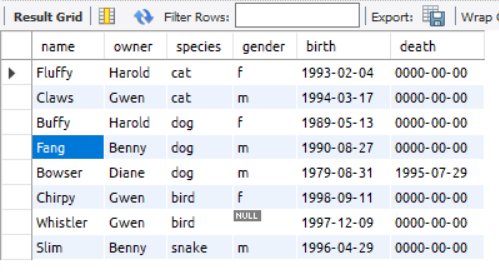 Result Grid Filter Rows: Export: Wrap C
name owner species gender birth death
Fluffy Harold cat f 1993-02-04 0000-00-00
Claws Gwen cat m 1994-03-17 0000-00-00
Buffy Harold dog f 1989-05-13 0000-00-00
Fang Benny dog m 1990-08-27 0000-00-00
Bowser Diane dog m 1979-08-31 1995-07-29
Chirpy Gwen bird f 1998-09-11 0000-00-00
Whistler Gwen bird NULL 1997-12-09 0000-00-00
Slim Benny snake m 1996-04-29 0000-00-00